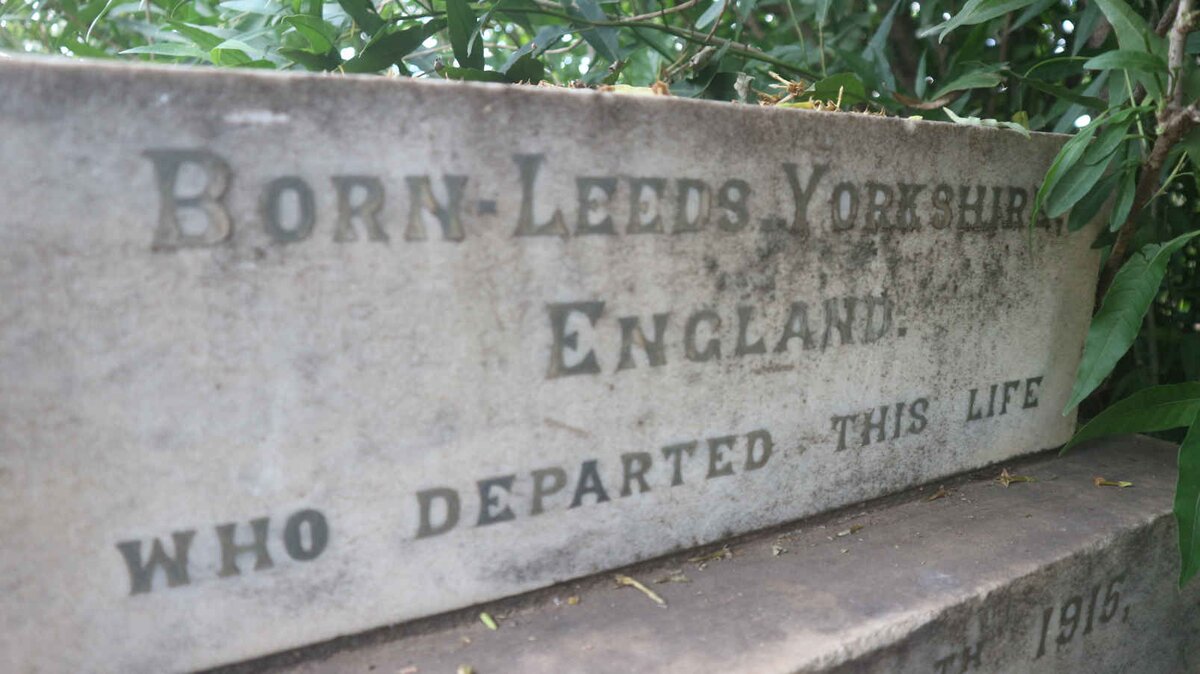 BORN-LEEDS-YORKSHIRE,
ENGLAND.
WHO DEPARTED THIS LIFE
TH 1915,